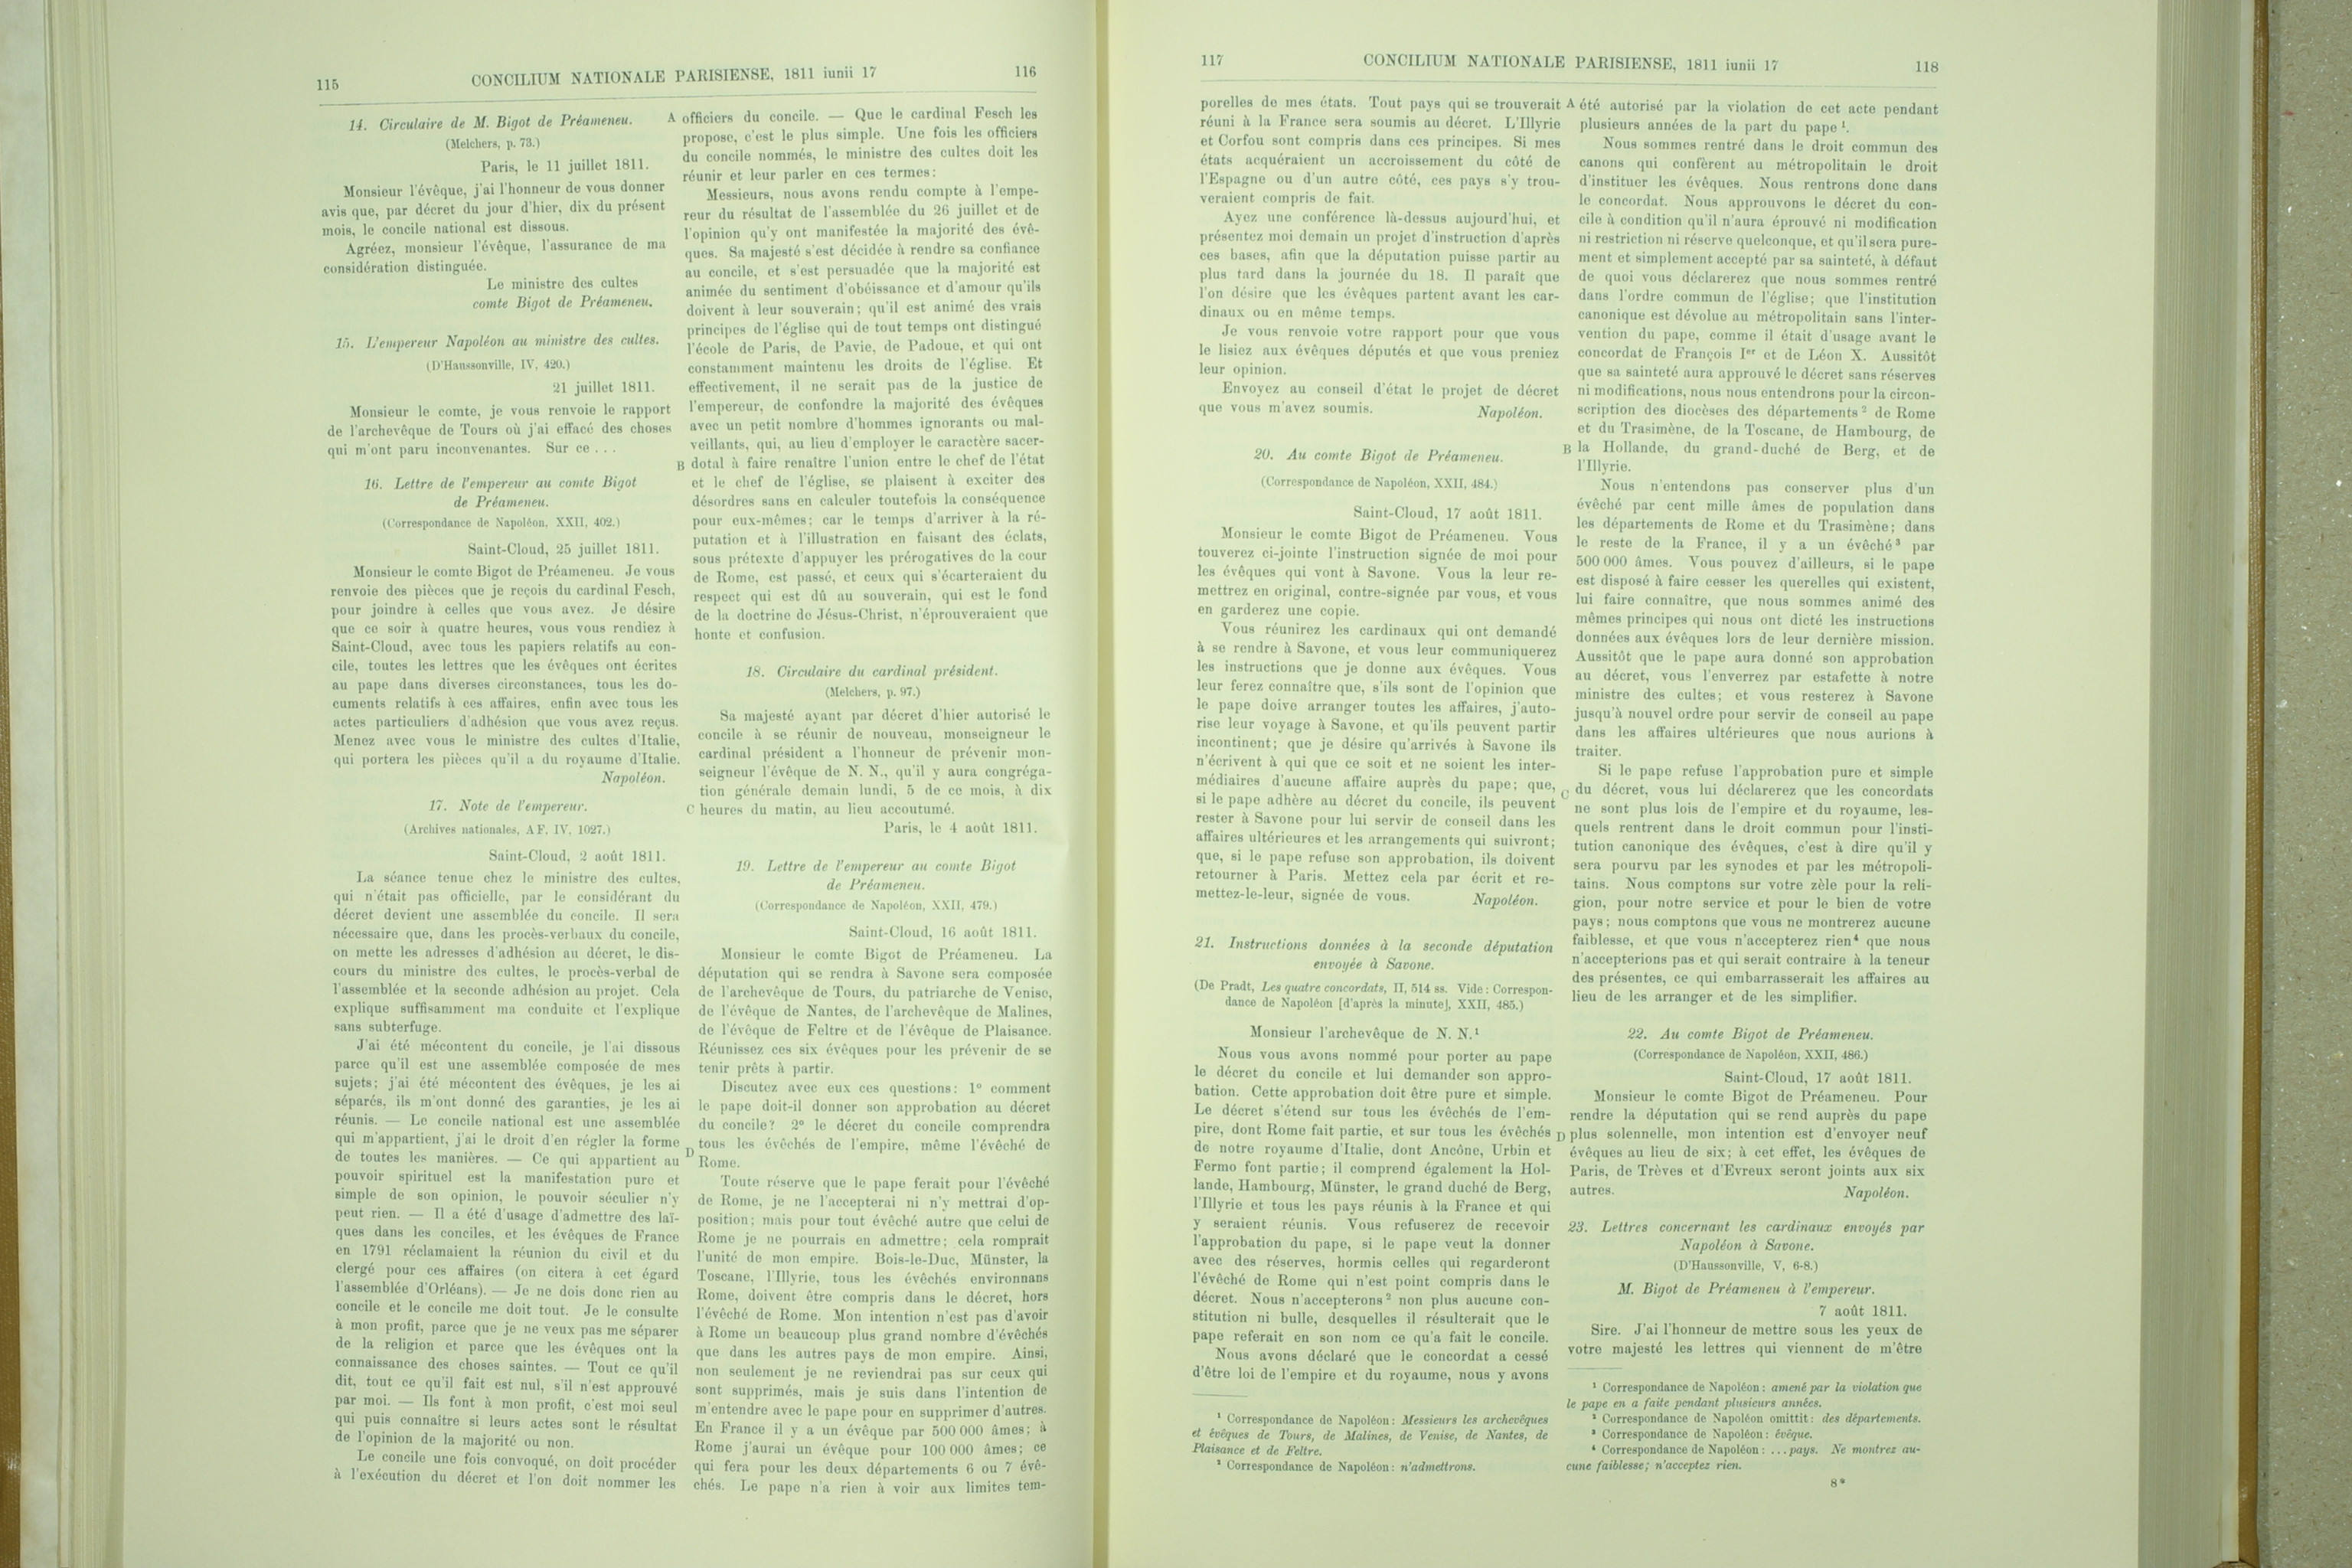 115
CONCILIUM NATIONALE PARISIENSE, 1811 iunii 17
116
14. Circulaire de M. Bigot de Préameneu.
(Melchers, p. 73.)
Paris, le 11 juillet 1811.
Monsieur l'évêque, j'ai l'honneur de vous donner
avis que, par décret du jour d'hier, dix du présent
mois, le concile national est dissous.
Agréez, monsieur l'évêque, l'assurance de ma
considération distinguée.
Le ministre des cultes
comte Bigot de Préameneu.
15. L'empereur Napoléon au ministre des cultes.
(D'Haussonville, IV, 420.)
21 juillet 1811.
Monsieur le comte, je vous renvoie le rapport
de l'archevêque de Tours où j'ai effacé des choses
qui m'ont paru inconvenantes. Sur ce . . .
16. Lettre de l'empereur au comte Bigot
de Préameneu.
(Correspondance de Napoléon, XXII, 402.)
Saint-Cloud, 25 juillet 1811.
Monsieur le comte Bigot de Préameneu. Je vous
renvoie des pièces que je reçois du cardinal Fesch,
pour joindre à celles que vous avez. Je désire
que ce soir à quatre heures, vous vous rendiez à
Saint-Cloud, avec tous les papiers relatifs au con-
cile, toutes les lettres que les évêques ont écrites
au pape dans diverses circonstances, tous les do-
cuments relatifs à ces affaires, enfin avec tous les
actes particuliers d'adhésion que vous avez reçus.
Menez avec vous le ministre des cultes d'Italie,
qui portera les pièces qu'il a du royaume d'Italie.
Napoléon.
17. Note de l'empereur.
(Archives nationales, AF, IV, 1027.)
Saint-Cloud, 2 août 1811.
La séance tenue chez le ministre des cultes,
qui n'était pas officielle, par le considérant du
décret devient une assemblée du concile. Il sera
nécessaire que, dans les procès-verbaux du concile,
on mette les adresses d'adhésion au décret, le dis-
cours du ministre des cultes, le procès-verbal de
l'assemblée et la seconde adhésion au projet. Cela
explique suffisamment ma conduite et l'explique
sans subterfuge.
J'ai été mécontent du concile, je l'ai dissous
parce qu'il est une assemblée composée de mes
sujets; j'ai été mécontent des évêques, je les ai
séparés, ils m'ont donné des garanties, je les ai
réunis. — Le concile national est une assemblée
qui m'appartient, j'ai le droit d'en régler la forme
de toutes les manières. — Ce qui appartient au
pouvoir spirituel est la manifestation pure et
simple de son opinion, le pouvoir séculier n'y
peut rien. — Il a été d'usage d'admettre des laï-
ques dans les conciles, et les évêques de France
en 1791 réclamaient la réunion du civil et du
clergé pour ces affaires (on citera à cet égard
l'assemblée d'Orléans). — Je ne dois donc rien au
concile et le concile me doit tout. Je le consulte
à mon profit, parce que je ne veux pas me séparer
de la religion et parce que les évêques ont la
connaissance des choses saintes. — Tout ce qu'il
dit, tout ce qu'il fait est nul, s'il n'est approuvé
par moi. — Ils font à mon profit, c'est moi seul
qui puis connaître si leurs actes sont le résultat
de l'opinion de la majorité ou non.
Le concile une fois convoqué, on doit procéder
à l'exécution du décret et l'on doit nommer les
A officiers du concile. — Que le cardinal Fesch les
propose, c'est le plus simple. Une fois les officiers
du concile nommés, le ministre des cultes doit les
réunir et leur parler en ces termes:
Messieurs, nous avons rendu compte à l'empe-
reur du résultat de l'assemblée du 26 juillet et de
l'opinion qu'y ont manifestée la majorité des évê-
ques. Sa majesté s'est décidée à rendre sa confiance
au concile, et s'est persuadée que la majorité est
animée du sentiment d'obéissance et d'amour qu'ils
doivent à leur souverain; qu'il est animé des vrais
principes de l'église qui de tout temps ont distingué
l'école de Paris, de Pavie, de Padoue, et qui ont
constamment maintenu les droits de l'église. Et
effectivement, il ne serait pas de la justice de
l'empereur, de confondre la majorité des évêques
avec un petit nombre d'hommes ignorants ou mal-
veillants, qui, au lieu d'employer le caractère sacer-
B dotal à faire renaître l'union entre le chef de l'état
et le chef de l'église, se plaisent à exciter des
désordres sans en calculer toutefois la conséquence
pour eux-mêmes; car le temps d'arriver à la ré-
putation et à l'illustration en faisant des éclats,
sous prétexte d'appuyer les prérogatives de la cour
de Rome, est passé, et ceux qui s'écarteraient du
respect qui est dû au souverain, qui est le fond
de la doctrine de Jésus-Christ, n'éprouveraient que
honte et confusion.
18. Circulaire du cardinal président.
(Melchers, p. 97.)
Sa majesté ayant par décret d'hier autorisé le
concile à se réunir de nouveau, monseigneur le
cardinal président a l'honneur de prévenir mon-
seigneur l'évêque de N. N., qu'il y aura congréga-
tion générale demain lundi, 5 de ce mois, à dix
C heures du matin, au lieu accoutumé.
Paris, le 4 août 1811.
19. Lettre de l'empereur au comte Bigot
de Préameneu.
(Correspondance de Napoléon, XXII, 479.)
Saint-Cloud, 16 août 1811.
Monsieur le comte Bigot de Préameneu. La
députation qui se rendra à Savone sera composée
de l'archevêque de Tours, du patriarche de Venise,
de l'évêque de Nantes, de l'archevêque de Malines,
de l'évêque de Feltre et de l'évêque de Plaisance.
Réunissez ces six évêques pour les prévenir de se
tenir prêts à partir.
Discutez avec eux ces questions: 1° comment
le pape doit-il donner son approbation au décret
du concile? 2° le décret du concile comprendra
D tous les évêchés de l'empire, même l'évêché de
Rome.
Toute réserve que le pape ferait pour l'évêché
de Rome, je ne l'accepterai ni n'y mettrai d'op-
position; mais pour tout évêché autre que celui de
Rome je ne pourrais en admettre; cela romprait
l'unité de mon empire. Bois-le-Duc, Münster, la
Toscane, l'Illyrie, tous les évêchés environnans
Rome, doivent être compris dans le décret, hors
l'évêché de Rome. Mon intention n'est pas d'avoir
à Rome un beaucoup plus grand nombre d'évêchés
que dans les autres pays de mon empire. Ainsi,
non seulement je ne reviendrai pas sur ceux qui
sont supprimés, mais je suis dans l'intention de
m'entendre avec le pape pour en supprimer d'autres.
En France il y a un évêque par 500 000 âmes; à
Rome j'aurai un évêque pour 100 000 âmes; ce
qui fera pour les deux départements 6 ou 7 évê-
chés. Le pape n'a rien à voir aux limites tem-
117
CONCILIUM NATIONALE PARISIENSE, 1811 iunii 17
118
porelles de mes états. Tout pays qui se trouverait
réuni à la France sera soumis au décret. L'Illyrie
et Corfou sont compris dans ces principes. Si mes
états acquéraient un accroissement du côté de
l'Espagne ou d'un autre côté, ces pays s'y trou-
veraient compris de fait.
Ayez une conférence là-dessus aujourd'hui, et
présentez moi demain un projet d'instruction d'après
ces bases, afin que la députation puisse partir au
plus tard dans la journée du 18. Il paraît que
l'on désire que les évêques partent avant les car-
dinaux ou en même temps.
Je vous renvoie votre rapport pour que vous
le lisiez aux évêques députés et que vous preniez
leur opinion.
Envoyez au conseil d'état le projet de décret
que vous m'avez soumis. Napoléon.
20. Au comte Bigot de Préameneu.
(Correspondance de Napoléon, XXII, 484.)
Saint-Cloud, 17 août 1811.
Monsieur le comte Bigot de Préameneu. Vous
touverez ci-jointe l'instruction signée de moi pour
les évêques qui vont à Savone. Vous la leur re-
mettrez en original, contre-signée par vous, et vous
en garderez une copie.
Vous réunirez les cardinaux qui ont demandé
à se rendre à Savone, et vous leur communiquerez
les instructions que je donne aux évêques. Vous
leur ferez connaître que, s'ils sont de l'opinion que
le pape doive arranger toutes les affaires, j'auto-
rise leur voyage à Savone, et qu'ils peuvent partir
incontinent; que je désire qu'arrivés à Savone ils
n'écrivent à qui que ce soit et ne soient les inter-
médiaires d'aucune affaire auprès du pape; que,
si le pape adhère au décret du concile, ils peuvent
rester à Savone pour lui servir de conseil dans les
affaires ultérieures et les arrangements qui suivront;
que, si le pape refuse son approbation, ils doivent
retourner à Paris. Mettez cela par écrit et re-
mettez-le-leur, signée de vous. Napoléon.
21. Instructions données à la seconde députation
envoyée à Savone.
(De Pradt, Les quatre concordats, II, 514 ss. Vide: Correspon-
dance de Napoléon [d'après la minute], XXII, 485.)
Monsieur l'archevêque de N. N.¹
Nous vous avons nommé pour porter au pape
le décret du concile et lui demander son appro-
bation. Cette approbation doit être pure et simple.
Le décret s'étend sur tous les évêchés de l'em-
pire, dont Rome fait partie, et sur tous les évêchés
de notre royaume d'Italie, dont Ancône, Urbin et
Fermo font partie; il comprend également la Hol-
lande, Hambourg, Münster, le grand duché de Berg,
l'Illyrie et tous les pays réunis à la France et qui
y seraient réunis. Vous refuserez de recevoir
l'approbation du pape, si le pape veut la donner
avec des réserves, hormis celles qui regarderont
l'évêché de Rome qui n'est point compris dans le
décret. Nous n'accepterons² non plus aucune con-
stitution ni bulle, desquelles il résulterait que le
pape referait en son nom ce qu'a fait le concile.
Nous avons déclaré que le concordat a cessé
d'être loi de l'empire et du royaume, nous y avons
¹ Correspondance de Napoléon: Messieurs les archevêques
et évêques de Tours, de Malines, de Venise, de Nantes, de
Plaisance et de Feltre.
² Correspondance de Napoléon: n'admettrons.
A été autorisé par la violation de cet acte pendant
plusieurs années de la part du pape¹.
Nous sommes rentré dans le droit commun des
canons qui confèrent au métropolitain le droit
d'instituer les évêques. Nous rentrons donc dans
le concordat. Nous approuvons le décret du con-
cile à condition qu'il n'aura éprouvé ni modification
ni restriction ni réserve quelconque, et qu'il sera pure-
ment et simplement accepté par sa sainteté, à défaut
de quoi vous déclarerez que nous sommes rentré
dans l'ordre commun de l'église; que l'institution
canonique est dévolue au métropolitain sans l'inter-
vention du pape, comme il était d'usage avant le
concordat de François Iᵉʳ et de Léon X. Aussitôt
que sa sainteté aura approuvé le décret sans réserves
ni modifications, nous nous entendrons pour la circon-
scription des diocèses des départements² de Rome
et du Trasimène, de la Toscane, de Hambourg, de
B la Hollande, du grand-duché de Berg, et de
l'Illyrie.
Nous n'entendons pas conserver plus d'un
évêché par cent mille âmes de population dans
les départements de Rome et du Trasimène; dans
le reste de la France, il y a un évêché³ par
500 000 âmes. Vous pouvez d'ailleurs, si le pape
est disposé à faire cesser les querelles qui existent,
lui faire connaître, que nous sommes animé des
mêmes principes qui nous ont dicté les instructions
données aux évêques lors de leur dernière mission.
Aussitôt que le pape aura donné son approbation
au décret, vous l'enverrez par estafette à notre
ministre des cultes; et vous resterez à Savone
jusqu'à nouvel ordre pour servir de conseil au pape
dans les affaires ultérieures que nous aurions à
traiter.
Si le pape refuse l'approbation pure et simple
C du décret, vous lui déclarerez que les concordats
ne sont plus lois de l'empire et du royaume, les-
quels rentrent dans le droit commun pour l'insti-
tution canonique des évêques, c'est à dire qu'il y
sera pourvu par les synodes et par les métropoli-
tains. Nous comptons sur votre zèle pour la reli-
gion, pour notre service et pour le bien de votre
pays; nous comptons que vous ne montrerez aucune
faiblesse, et que vous n'accepterez rien⁴ que nous
n'accepterions pas et qui serait contraire à la teneur
des présentes, ce qui embarrasserait les affaires au
lieu de les arranger et de les simplifier.
22. Au comte Bigot de Préameneu.
(Correspondance de Napoléon, XXII, 486.)
Saint-Cloud, 17 août 1811.
Monsieur le comte Bigot de Préameneu. Pour
rendre la députation qui se rend auprès du pape
D plus solennelle, mon intention est d'envoyer neuf
évêques au lieu de six; à cet effet, les évêques de
Paris, de Trèves et d'Evreux seront joints aux six
autres. Napoléon.
23. Lettres concernant les cardinaux envoyés par
Napoléon à Savone.
(D'Haussonville, V, 6-8.)
M. Bigot de Préameneu à l'empereur.
7 août 1811.
Sire. J'ai l'honneur de mettre sous les yeux de
votre majesté les lettres qui viennent de m'être
¹ Correspondance de Napoléon: amené par la violation que
le pape en a faite pendant plusieurs années.
² Correspondance de Napoléon omittit: des départements.
³ Correspondance de Napoléon: évêque.
⁴ Correspondance de Napoléon: ...pays. Ne montrez au-
cune faiblesse; n'acceptez rien.
8*